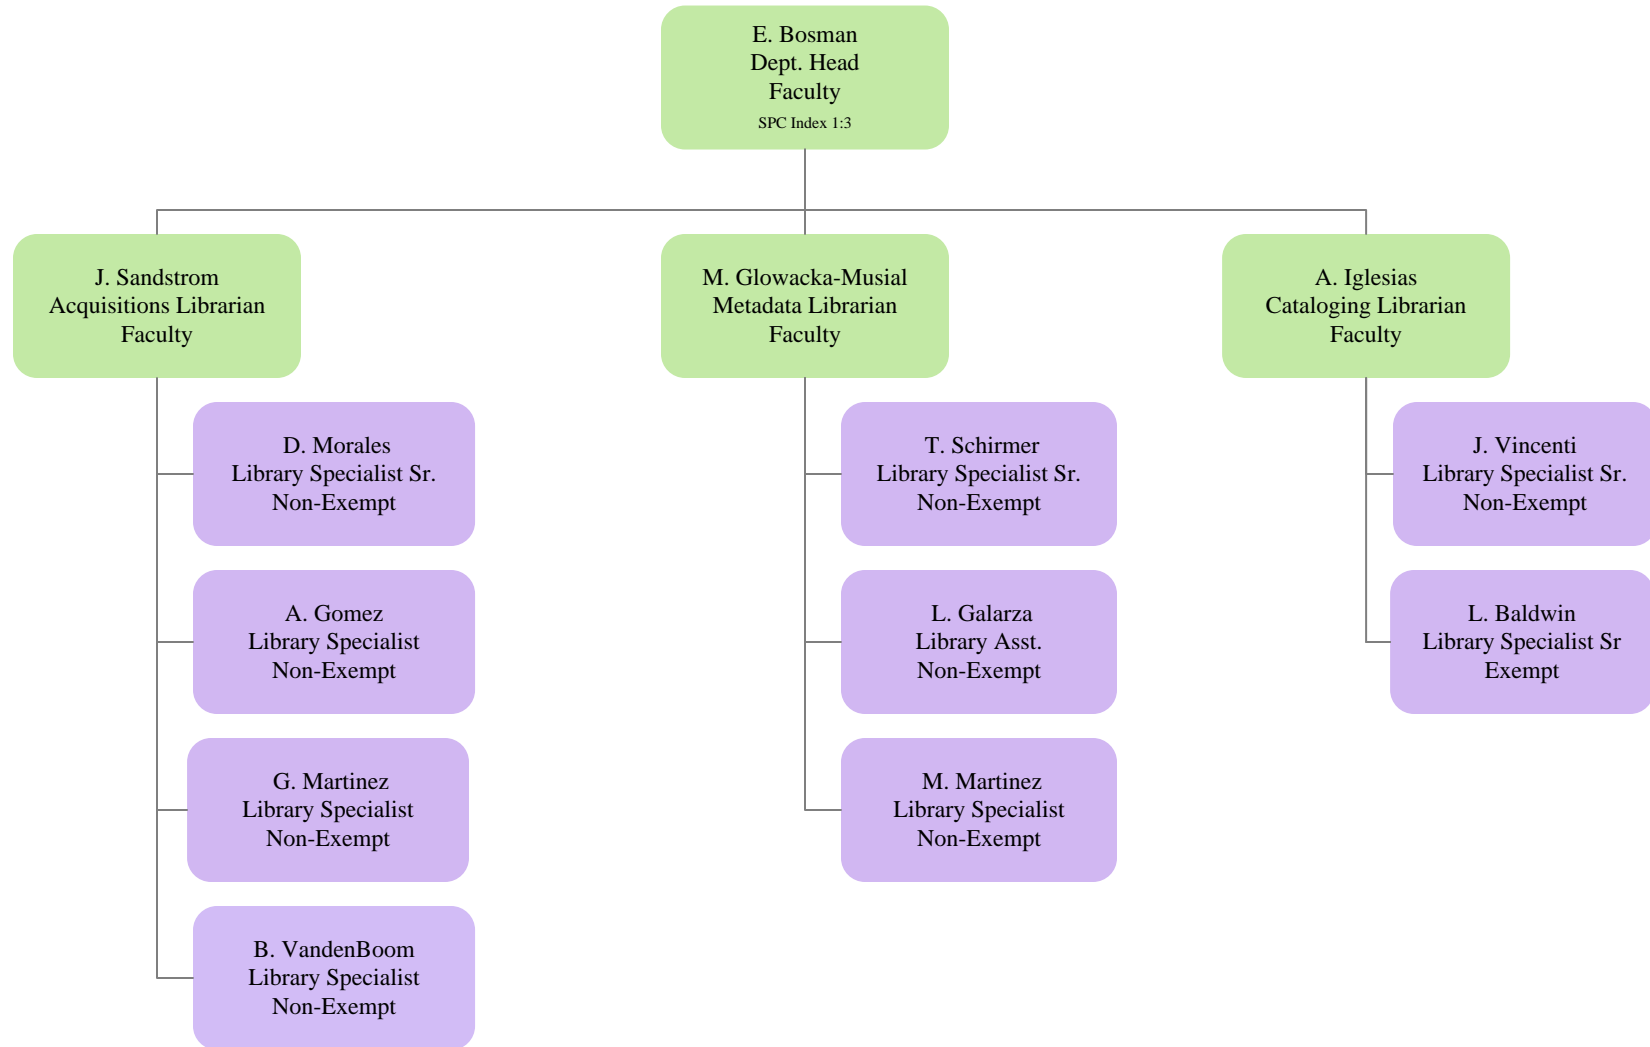 E. Bosman
Dept. Head
Faculty
SPC Index 1:3
J. Sandstrom
Acquisitions Librarian
Faculty
M. Glowacka-Musial
Metadata Librarian
Faculty
A. Iglesias
Cataloging Librarian
Faculty
D. Morales
Library Specialist Sr.
Non-Exempt
A. Gomez
Library Specialist
Non-Exempt
G. Martinez
Library Specialist
Non-Exempt
B. VandenBoom
Library Specialist
Non-Exempt
T. Schirmer
Library Specialist Sr.
Non-Exempt
L. Galarza
Library Asst.
Non-Exempt
M. Martinez
Library Specialist
Non-Exempt
J. Vincenti
Library Specialist Sr.
Non-Exempt
L. Baldwin
Library Specialist Sr
Exempt